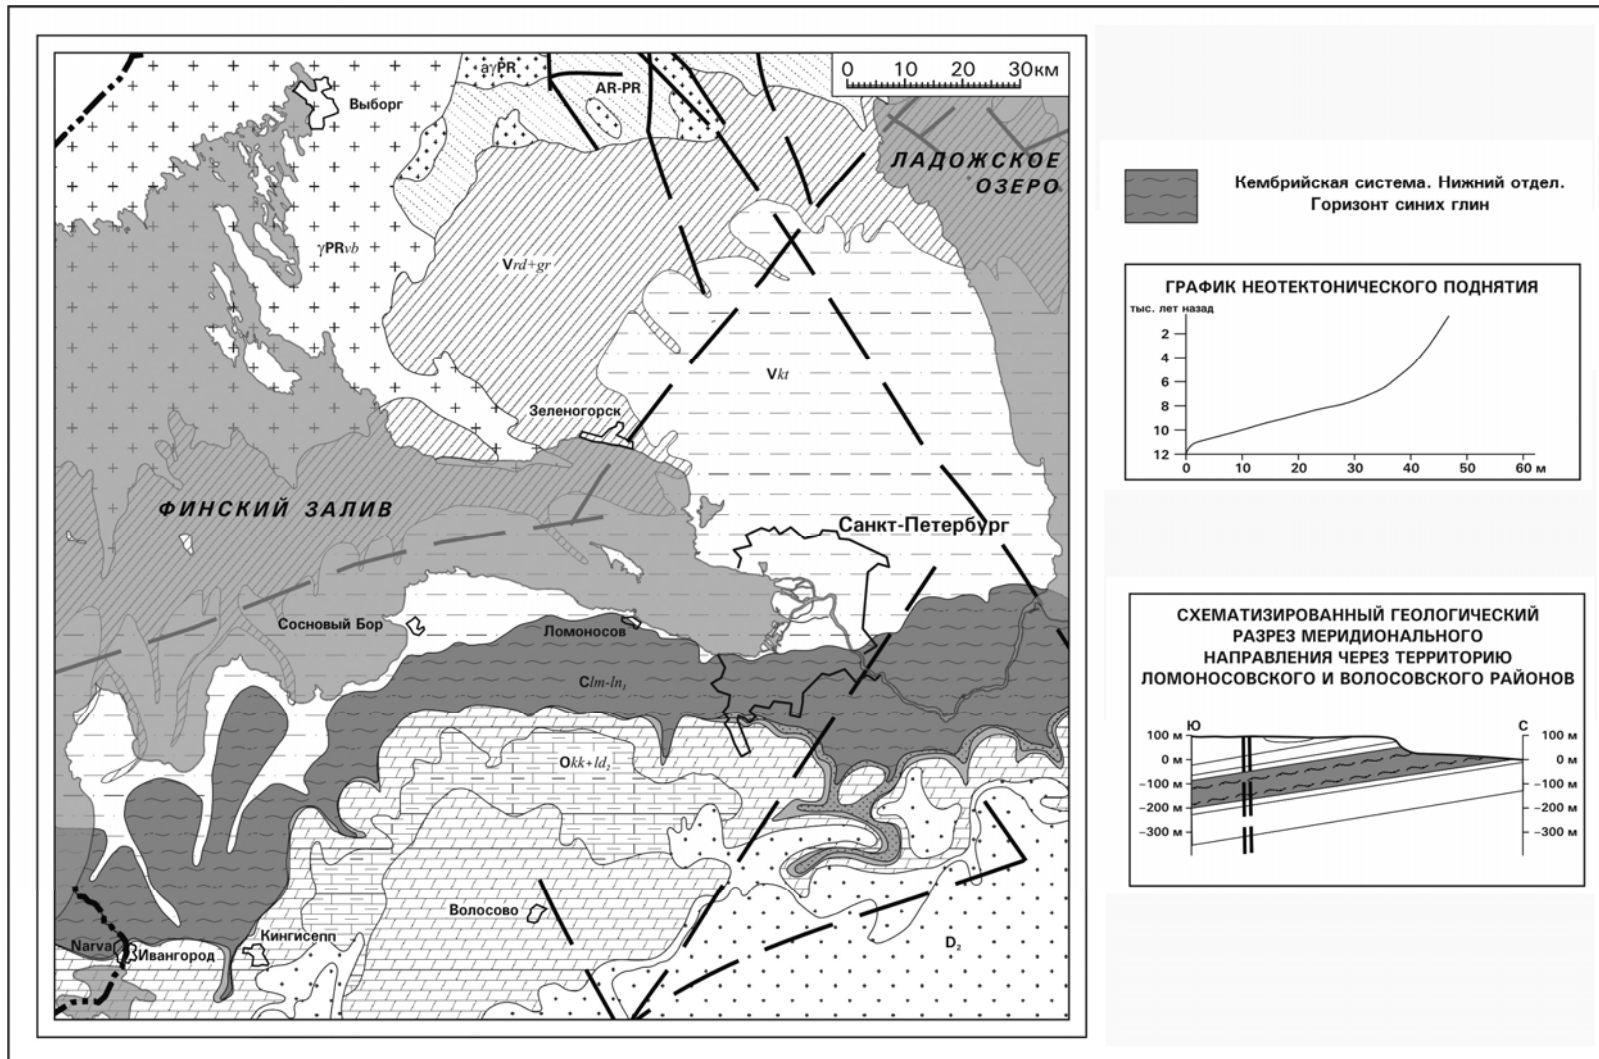 аγPR
AR-PR
0 10 20 30км
Выборг
ЛАДОЖСКОЕ
ОЗЕРО
γPRvb
Vrd+gr
Vkt
Зеленогорск
ФИНСКИЙ ЗАЛИВ
Санкт-Петербург
Сосновый Бор
Ломоносов
Єlm-ln₁
Okk+ld₂
Волосово
Кингисепп
Narva
Ивангород
D₂
Кембрийская система. Нижний отдел.
Горизонт синих глин
ГРАФИК НЕОТЕКТОНИЧЕСКОГО ПОДНЯТИЯ
тыс. лет назад
2
4
6
8
10
12
0 10 20 30 40 50 60 м
СХЕМАТИЗИРОВАННЫЙ ГЕОЛОГИЧЕСКИЙ
РАЗРЕЗ МЕРИДИОНАЛЬНОГО
НАПРАВЛЕНИЯ ЧЕРЕЗ ТЕРРИТОРИЮ
ЛОМОНОСОВСКОГО И ВОЛОСОВСКОГО РАЙОНОВ
Ю С
100 м 100 м
0 м 0 м
–100 м –100 м
–200 м –200 м
–300 м –300 м